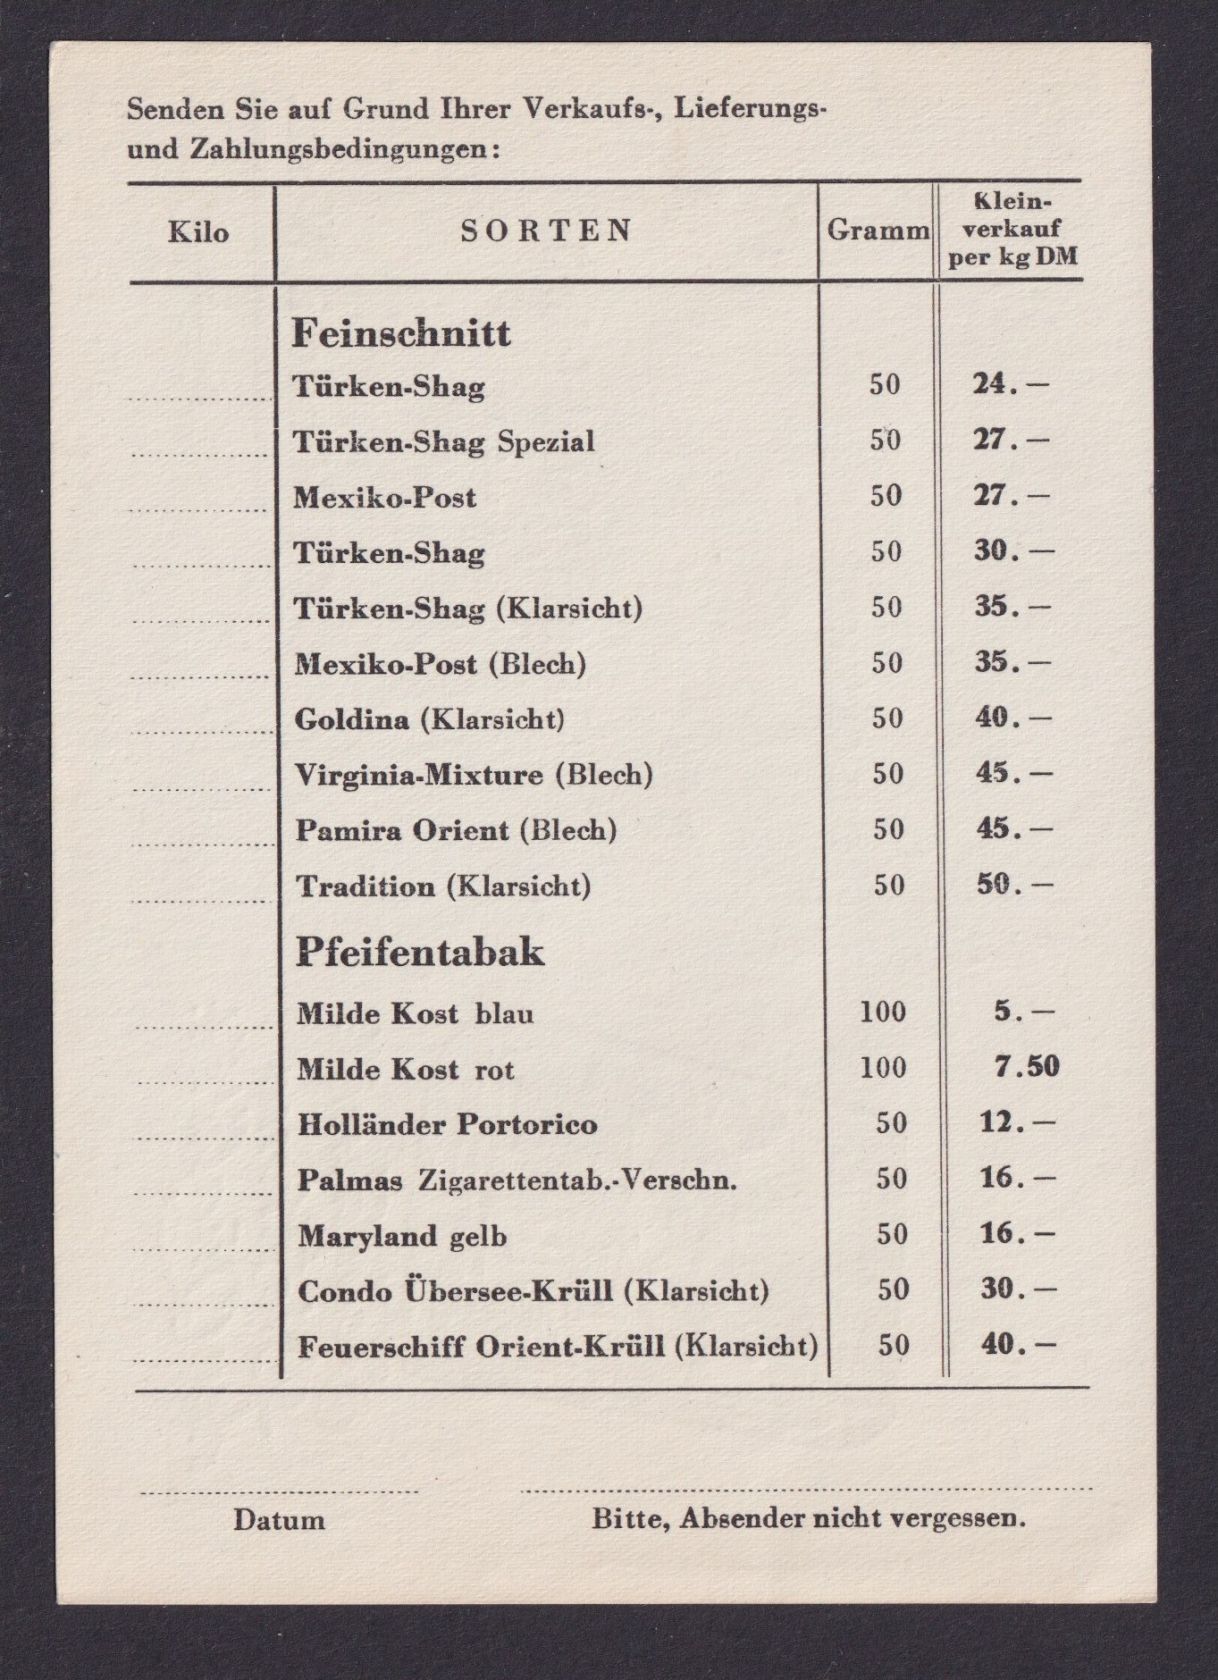 Senden Sie auf Grund Ihrer Verkaufs-, Lieferungs-
und Zahlungsbedingungen:
Kilo SORTEN Gramm Klein-
verkauf
per kg DM
Feinschnitt
Türken-Shag 50 24.—
Türken-Shag Spezial 50 27.—
Mexiko-Post 50 27.—
Türken-Shag 50 30.—
Türken-Shag (Klarsicht) 50 35.—
Mexiko-Post (Blech) 50 35.—
Goldina (Klarsicht) 50 40.—
Virginia-Mixture (Blech) 50 45.—
Pamira Orient (Blech) 50 45.—
Tradition (Klarsicht) 50 50.—
Pfeifentabak
Milde Kost blau 100 5.—
Milde Kost rot 100 7.50
Holländer Portorico 50 12.—
Palmas Zigarettentab.-Verschn. 50 16.—
Maryland gelb 50 16.—
Condo Übersee-Krüll (Klarsicht) 50 30.—
Feuerschiff Orient-Krüll (Klarsicht) 50 40.—
Datum Bitte, Absender nicht vergessen.